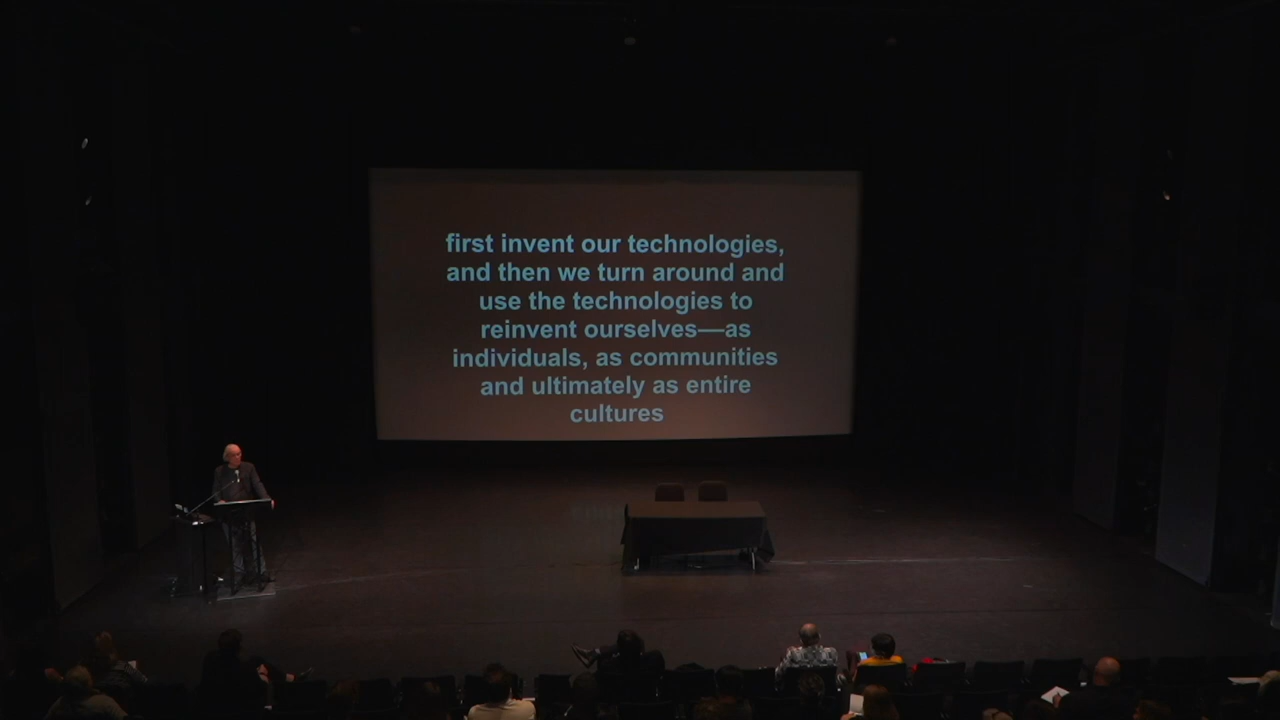 first invent our technologies,
and then we turn around and
use the technologies to
reinvent ourselves—as
individuals, as communities
and ultimately as entire
cultures